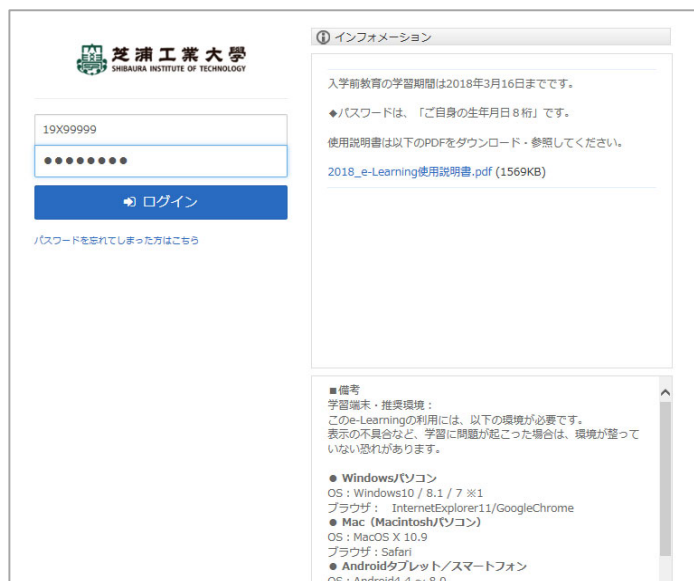 芝浦工業大學
SHIBAURA INSTITUTE OF TECHNOLOGY
19X99999
●●●●●●●●
ログイン
パスワードを忘れてしまった方はこちら
インフォメーション
入学前教育の学習期間は2018年3月16日までです。
◆パスワードは、「ご自身の生年月日8桁」です。
使用説明書は以下のPDFをダウンロード・参照してください。
2018_e-Learning使用説明書.pdf (1569KB)
■備考
学習端末・推奨環境：
このe-Learningの利用には、以下の環境が必要です。
表示の不具合など、学習に問題が起こった場合は、環境が整って
いない恐れがあります。
● Windowsパソコン
OS：Windows10 / 8.1 / 7 ※1
ブラウザ： InternetExplorer11/GoogleChrome
● Mac（Macintoshパソコン）
OS：MacOS X 10.9
ブラウザ：Safari
● Androidタブレット／スマートフォン
OS：Android4.4 ～ 8.0